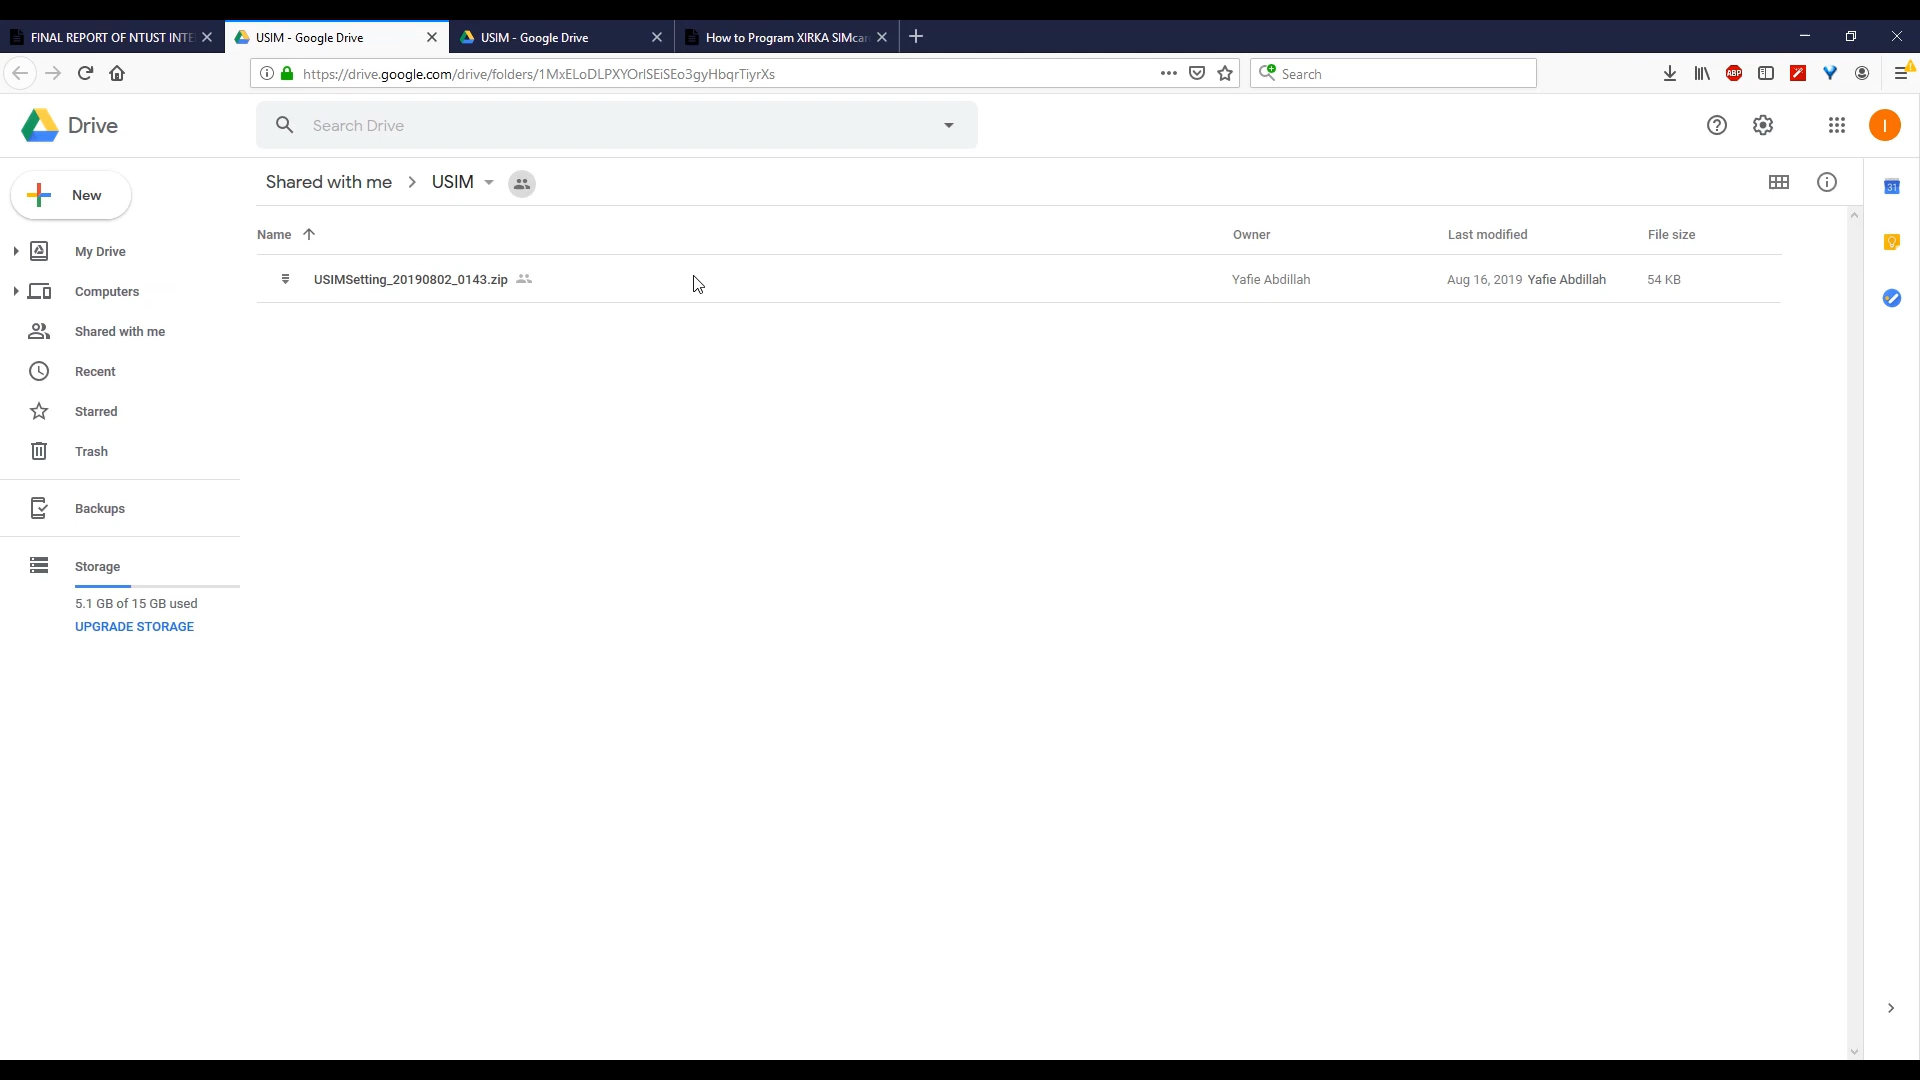 FINAL REPORT OF NTUST INTE
USIM - Google Drive
USIM - Google Drive
How to Program XIRKA SIMcar
https://drive.google.com/drive/folders/1MxELoDLPXYOrlSEiSEo3gyHbqrTiyrXs
Search
ABP
Drive
Search Drive
I
New
Shared with me
USIM
31
Name
Owner
Last modified
File size
My Drive
USIMSetting_20190802_0143.zip
Yafie Abdillah
Aug 16, 2019 Yafie Abdillah
54 KB
Computers
Shared with me
Recent
Starred
Trash
Backups
Storage
5.1 GB of 15 GB used
UPGRADE STORAGE